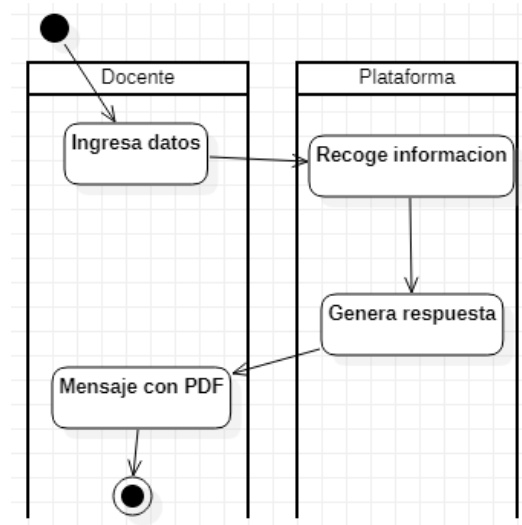 Docente
Plataforma
Ingresa datos
Recoge informacion
Genera respuesta
Mensaje con PDF